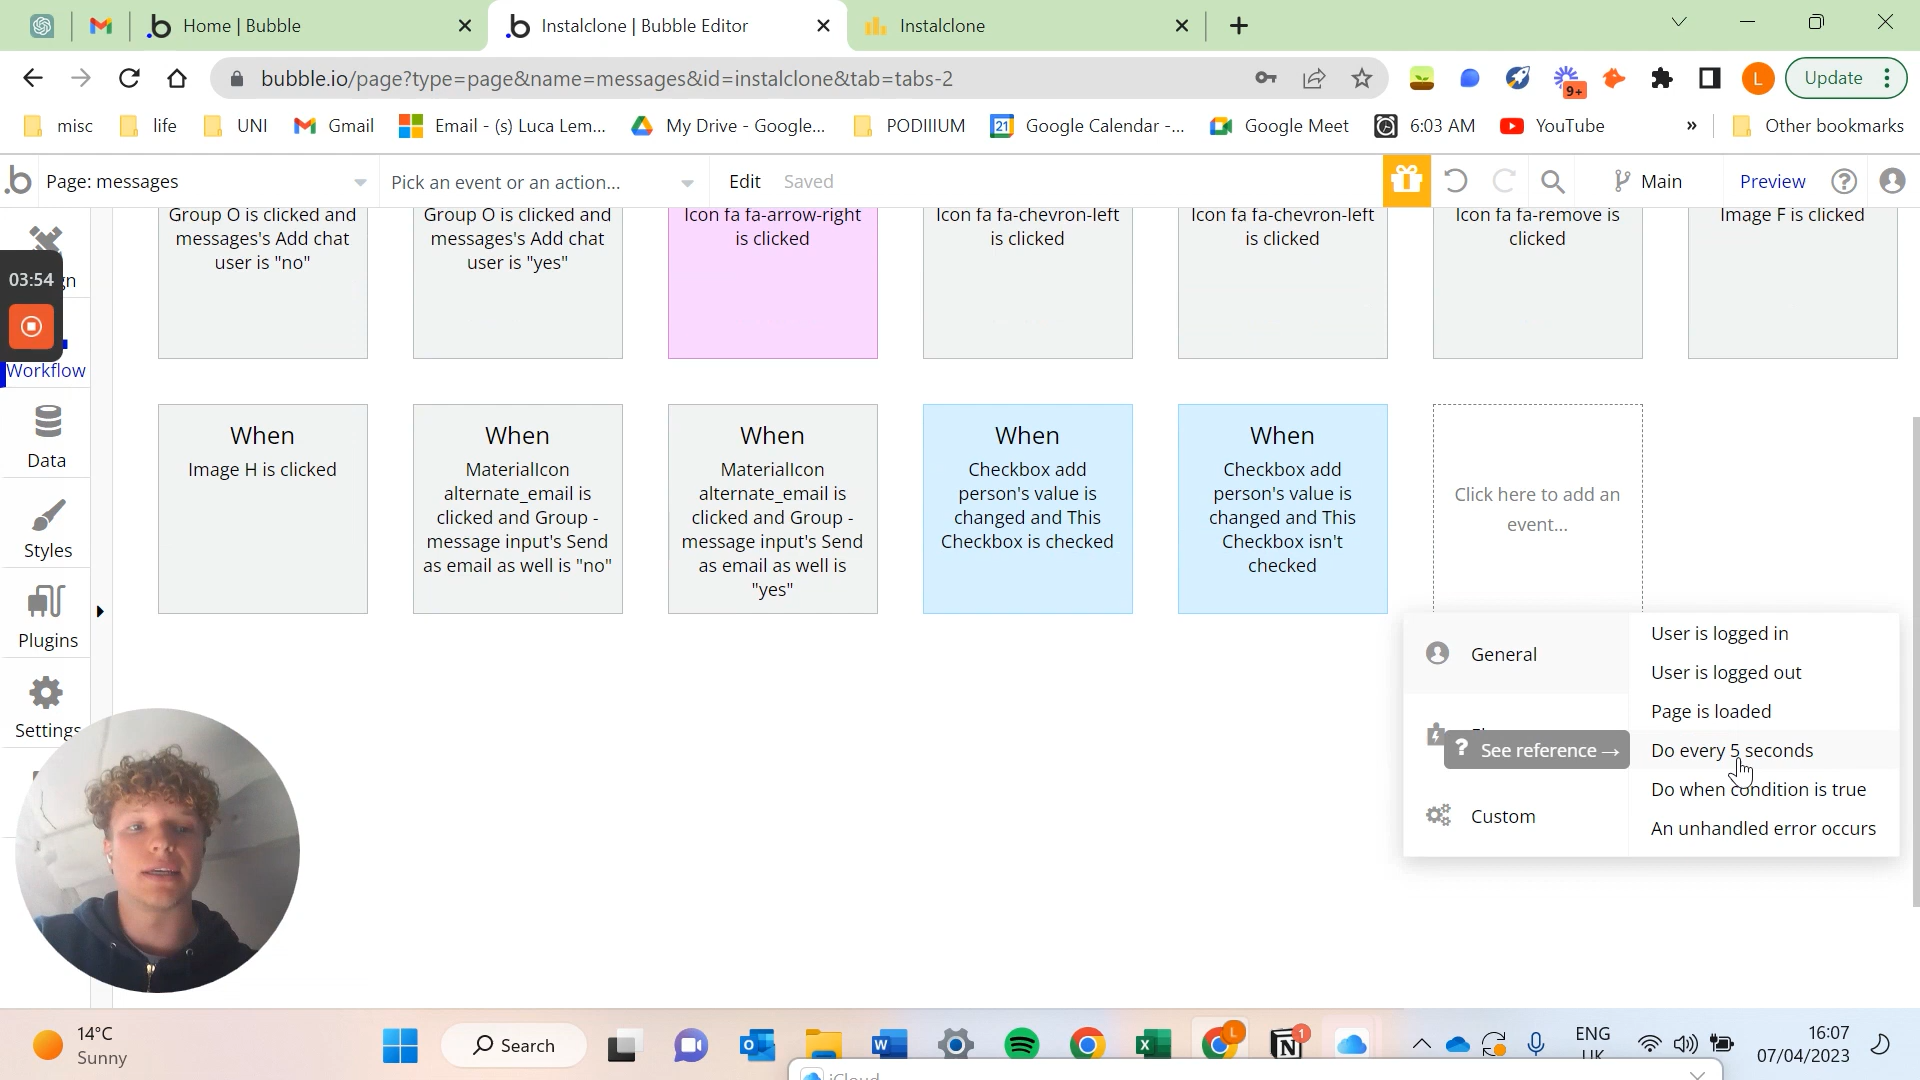 Home | Bubble
Instalclone | Bubble Editor
Instalclone
bubble.io/page?type=page&name=messages&id=instalclone&tab=tabs-2
9+
L
Update
misc
life
UNI
Gmail
Email - (s) Luca Lem...
My Drive - Google...
PODIIIUM
21
Google Calendar -...
Google Meet
6:03 AM
YouTube
»
Other bookmarks
Page: messages
Pick an event or an action...
Edit
Saved
Main
Preview
Group O is clicked and
messages's Add chat
user is "no"
Group O is clicked and
messages's Add chat
user is "yes"
Icon fa fa-arrow-right
is clicked
Icon fa fa-chevron-left
is clicked
Icon fa fa-chevron-left
is clicked
Icon fa fa-remove is
clicked
Image F is clicked
03:54
Workflow
Data
Styles
Plugins
Settings
When
Image H is clicked
When
MaterialIcon
alternate_email is
clicked and Group -
message input's Send
as email as well is "no"
When
MaterialIcon
alternate_email is
clicked and Group -
message input's Send
as email as well is
"yes"
When
Checkbox add
person's value is
changed and This
Checkbox is checked
When
Checkbox add
person's value is
changed and This
Checkbox isn't
checked
Click here to add an
event...
General
Custom
? See reference →
User is logged in
User is logged out
Page is loaded
Do every 5 seconds
Do when condition is true
An unhandled error occurs
14°C
Sunny
Search
L
1
ENG
UK
16:07
07/04/2023
iCloud